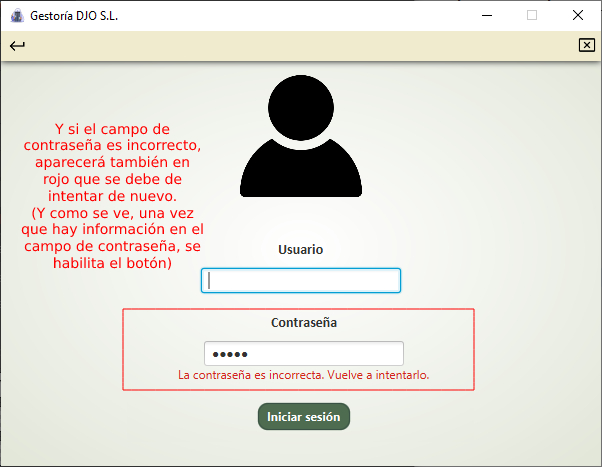 Gestoría DJO S.L.
Y si el campo de
contraseña es incorrecto,
aparecerá también en
rojo que se debe de
intentar de nuevo.
(Y como se ve, una vez
que hay información en el
campo de contraseña, se
habilita el botón)
Usuario
Contraseña
•••••
La contraseña es incorrecta. Vuelve a intentarlo.
Iniciar sesión